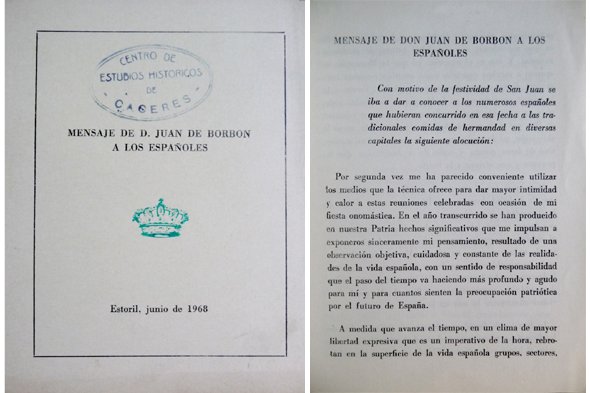 CENTRO DE
ESTUDIOS HISTORICOS
DE
CACERES
MENSAJE DE D. JUAN DE BORBON
A LOS ESPAÑOLES
Estoril, junio de 1968
MENSAJE DE DON JUAN DE BORBON A LOS
ESPAÑOLES
Con motivo de la festividad de San Juan se
iba a dar a conocer a los numerosos españoles
que hubieran concurrido en esa fecha a las tra-
dicionales comidas de hermandad en diversas
capitales la siguiente alocución:
Por segunda vez me ha parecido conveniente utilizar
los medios que la técnica ofrece para dar mayor intimidad
y calor a estas reuniones celebradas con ocasión de mi
fiesta onomástica. En el año transcurrido se han producido
en nuestra Patria hechos significativos que me impulsan a
exponeros sinceramente mi pensamiento, resultado de una
observación objetiva, cuidadosa y constante de las realida-
des de la vida española, con un sentido de responsabilidad
que el paso del tiempo va haciendo más profundo y agudo
para mí y para cuantos sienten la preocupación patriótica
por el futuro de España.
A medida que avanza el tiempo, en un clima de mayor
libertad expresiva que es un imperativo de la hora, rebro-
tan en la superficie de la vida española grupos, sectores,